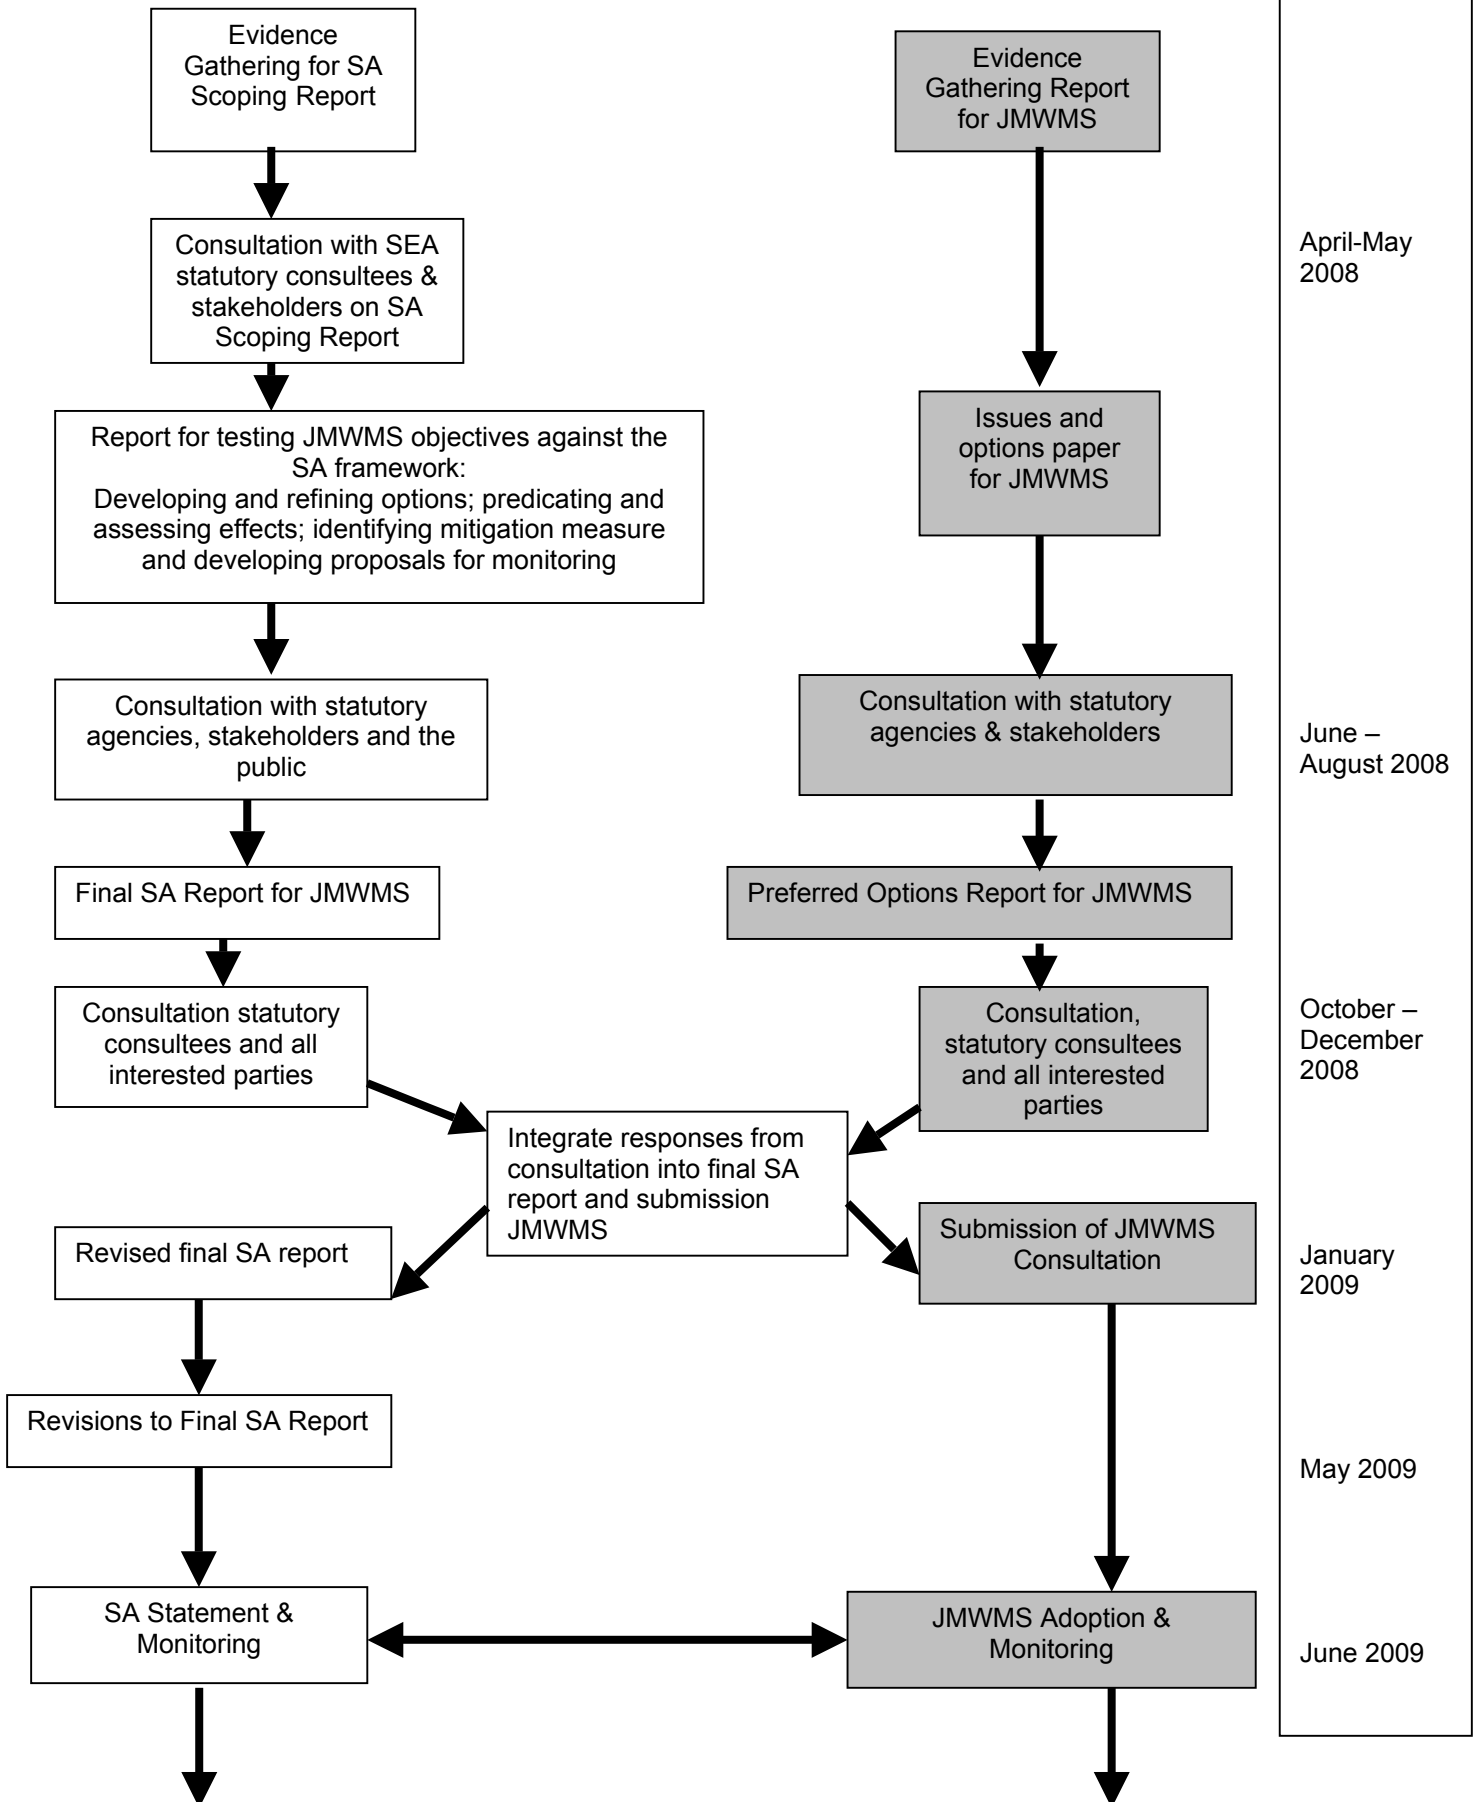 Evidence
Gathering for SA
Scoping Report
Evidence
Gathering Report
for JMWMS
Consultation with SEA
statutory consultees &
stakeholders on SA
Scoping Report
April-May
2008
Report for testing JMWMS objectives against the
SA framework:
Developing and refining options; predicating and
assessing effects; identifying mitigation measure
and developing proposals for monitoring
Issues and
options paper
for JMWMS
Consultation with statutory
agencies, stakeholders and the
public
Consultation with statutory
agencies & stakeholders
June –
August 2008
Final SA Report for JMWMS
Preferred Options Report for JMWMS
Consultation statutory
consultees and all
interested parties
Consultation,
statutory consultees
and all interested
parties
October –
December
2008
Integrate responses from
consultation into final SA
report and submission
JMWMS
Revised final SA report
Submission of JMWMS
Consultation
January
2009
Revisions to Final SA Report
May 2009
SA Statement &
Monitoring
JMWMS Adoption &
Monitoring
June 2009